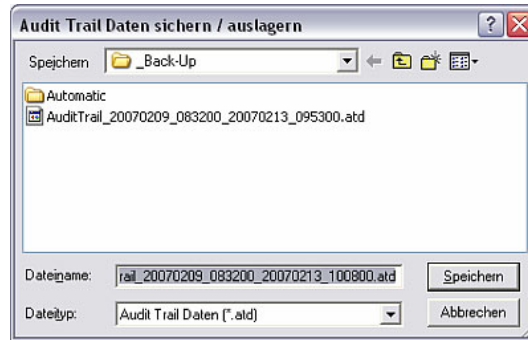 Audit Trail Daten sichern / auslagern
Speichern _Back-Up
Automatic
AuditTrail_20070209_083200_20070213_095300.atd
Dateiname: rail_20070209_083200_20070213_100800.atd Speichern
Dateityp: Audit Trail Daten (*.atd) Abbrechen